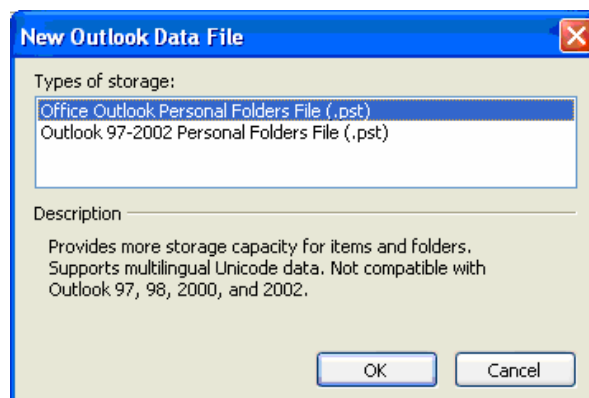 New Outlook Data File
Types of storage:
Office Outlook Personal Folders File (.pst)
Outlook 97-2002 Personal Folders File (.pst)
Description
Provides more storage capacity for items and folders.
Supports multilingual Unicode data. Not compatible with
Outlook 97, 98, 2000, and 2002.
OK Cancel